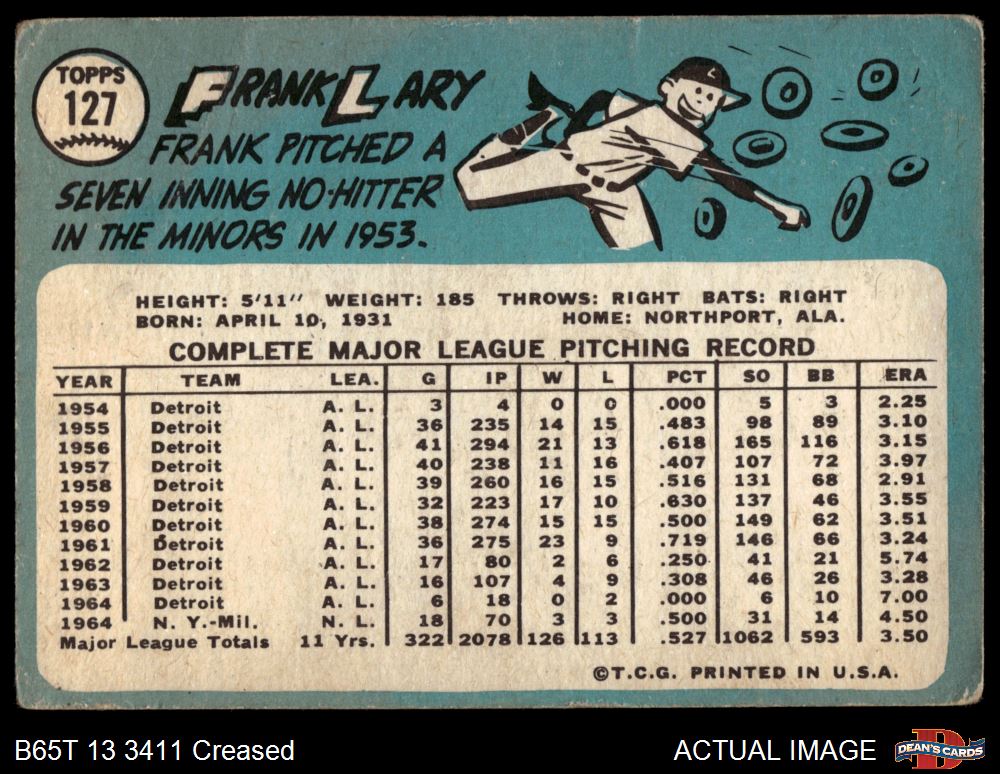 TOPPS
127
FRANK LARY
FRANK PITCHED A
SEVEN INNING NO-HITTER
IN THE MINORS IN 1953.
L
HEIGHT: 5'11" WEIGHT: 185 THROWS: RIGHT BATS: RIGHT
BORN: APRIL 10, 1931 HOME: NORTHPORT, ALA.
COMPLETE MAJOR LEAGUE PITCHING RECORD
YEAR TEAM LEA. G IP W L PCT SO BB ERA
1954 Detroit A. L. 3 4 0 0 .000 5 3 2.25
1955 Detroit A. L. 36 235 14 15 .483 98 89 3.10
1956 Detroit A. L. 41 294 21 13 .618 165 116 3.15
1957 Detroit A. L. 40 238 11 16 .407 107 72 3.97
1958 Detroit A. L. 39 260 16 15 .516 131 68 2.91
1959 Detroit A. L. 32 223 17 10 .630 137 46 3.55
1960 Detroit A. L. 38 274 15 15 .500 149 62 3.51
1961 Detroit A. L. 36 275 23 9 .719 146 66 3.24
1962 Detroit A. L. 17 80 2 6 .250 41 21 5.74
1963 Detroit A. L. 16 107 4 9 .308 46 26 3.28
1964 Detroit A. L. 6 18 0 2 .000 6 10 7.00
1964 N. Y.-Mil. N. L. 18 70 3 3 .500 31 14 4.50
Major League Totals 11 Yrs. 322 2078 126 113 .527 1062 593 3.50
©T.C.G. PRINTED IN U.S.A.
B65T 13 3411 Creased
ACTUAL IMAGE
D
DEAN'S CARDS